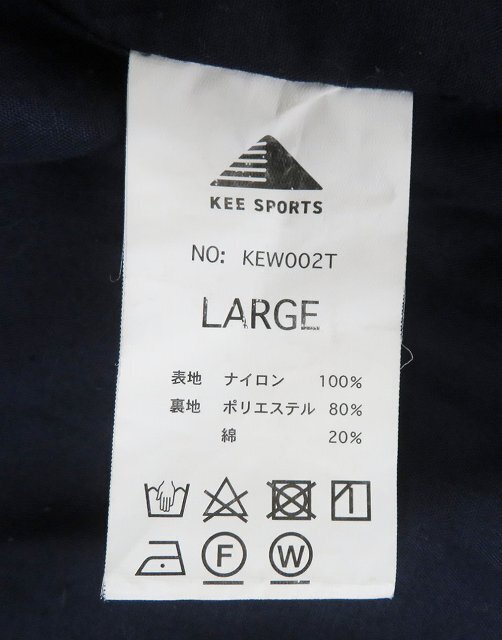 KEE SPORTS
NO: KEW002T
LARGE
表地 ナイロン 100%
裏地 ポリエステル 80%
綿 20%
F W